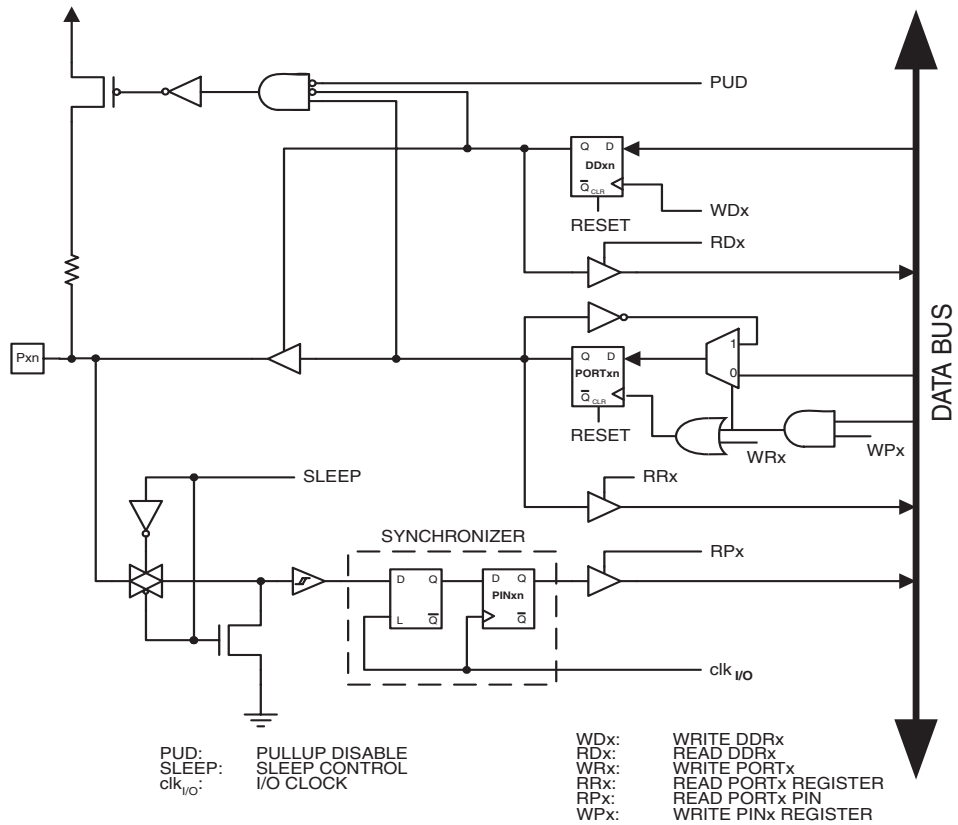 PUD
Q D
DDxn
Q CLR
WDx
RESET
RDx
Pxn
1
Q D
PORTxn
0
Q CLR
RESET
WRx
WPx
RRx
SLEEP
SYNCHRONIZER
RPx
D Q
D Q
PINxn
L Q
Q
clk I/O
DATA BUS
PUD: PULLUP DISABLE
SLEEP: SLEEP CONTROL
clk I/O: I/O CLOCK
WDx: WRITE DDRx
RDx: READ DDRx
WRx: WRITE PORTx
RRx: READ PORTx REGISTER
RPx: READ PORTx PIN
WPx: WRITE PINx REGISTER